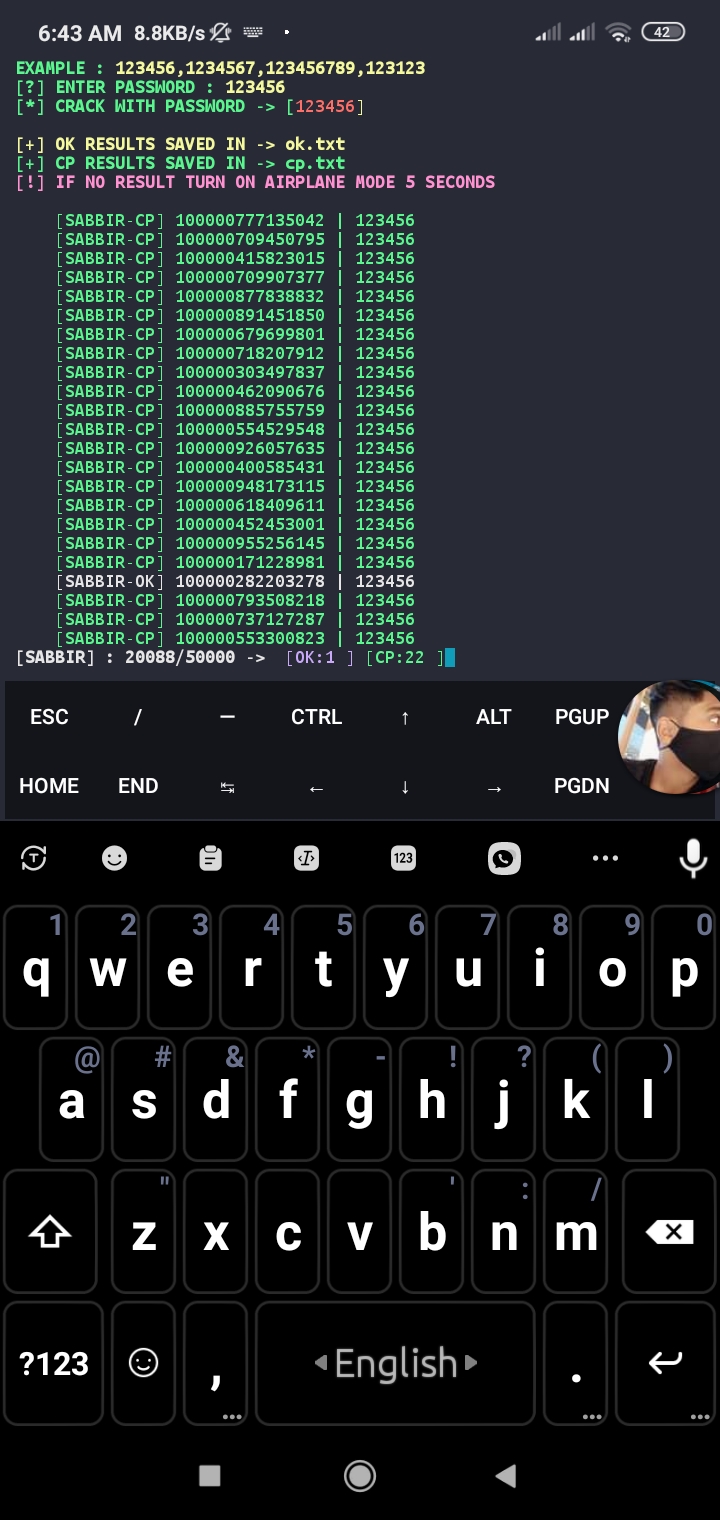 6:43 AM 8.8KB/s 42
EXAMPLE : 123456,1234567,123456789,123123
[?] ENTER PASSWORD : 123456
[*] CRACK WITH PASSWORD -> [123456]
[+] OK RESULTS SAVED IN -> ok.txt
[+] CP RESULTS SAVED IN -> cp.txt
[!] IF NO RESULT TURN ON AIRPLANE MODE 5 SECONDS
[SABBIR-CP] 100000777135042 | 123456
[SABBIR-CP] 100000709450795 | 123456
[SABBIR-CP] 100000415823015 | 123456
[SABBIR-CP] 100000709907377 | 123456
[SABBIR-CP] 100000877838832 | 123456
[SABBIR-CP] 100000891451850 | 123456
[SABBIR-CP] 100000679699801 | 123456
[SABBIR-CP] 100000718207912 | 123456
[SABBIR-CP] 100000303497837 | 123456
[SABBIR-CP] 100000462090676 | 123456
[SABBIR-CP] 100000885755759 | 123456
[SABBIR-CP] 100000554529548 | 123456
[SABBIR-CP] 100000926057635 | 123456
[SABBIR-CP] 100000400585431 | 123456
[SABBIR-CP] 100000948173115 | 123456
[SABBIR-CP] 100000618409611 | 123456
[SABBIR-CP] 100000452453001 | 123456
[SABBIR-CP] 100000955256145 | 123456
[SABBIR-CP] 100000171228981 | 123456
[SABBIR-OK] 100000282203278 | 123456
[SABBIR-CP] 100000793508218 | 123456
[SABBIR-CP] 100000737127287 | 123456
[SABBIR-CP] 100000553300823 | 123456
[SABBIR] : 20088/50000 -> [OK:1 ] [CP:22 ]
ESC / — CTRL ↑ ALT PGUP
HOME END ↹ ← ↓ → PGDN
T 123 •••
1 2 3 4 5 6 7 8 9 0
q w e r t y u i o p
@ # & * - ! ? ( )
a s d f g h j k l
" ' : /
z x c v b n m
?123 , English .